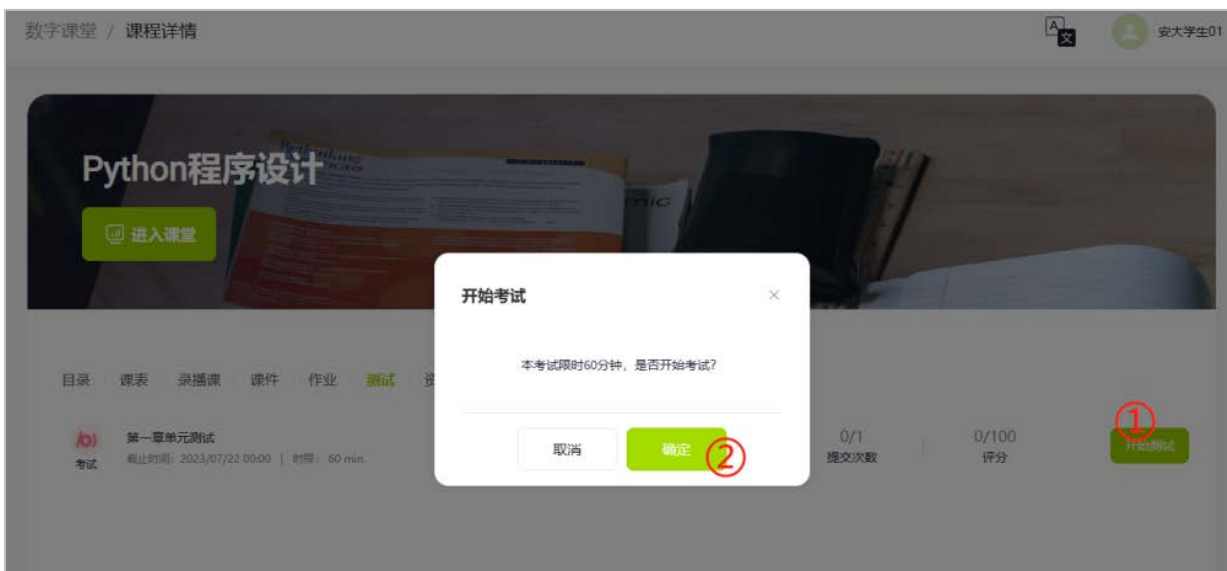 数字课堂 / 课程详情
安大学生01
Python程序设计
进入课堂
开始考试
本考试限时60分钟，是否开始考试？
取消
确定
②
目录 课表 录播课 课件 作业 测试 资
①
考试
第一章单元测试
截止时间：2023/07/22 00:00 | 时限：60 min
0/1
提交次数
0/100
评分
开始测试